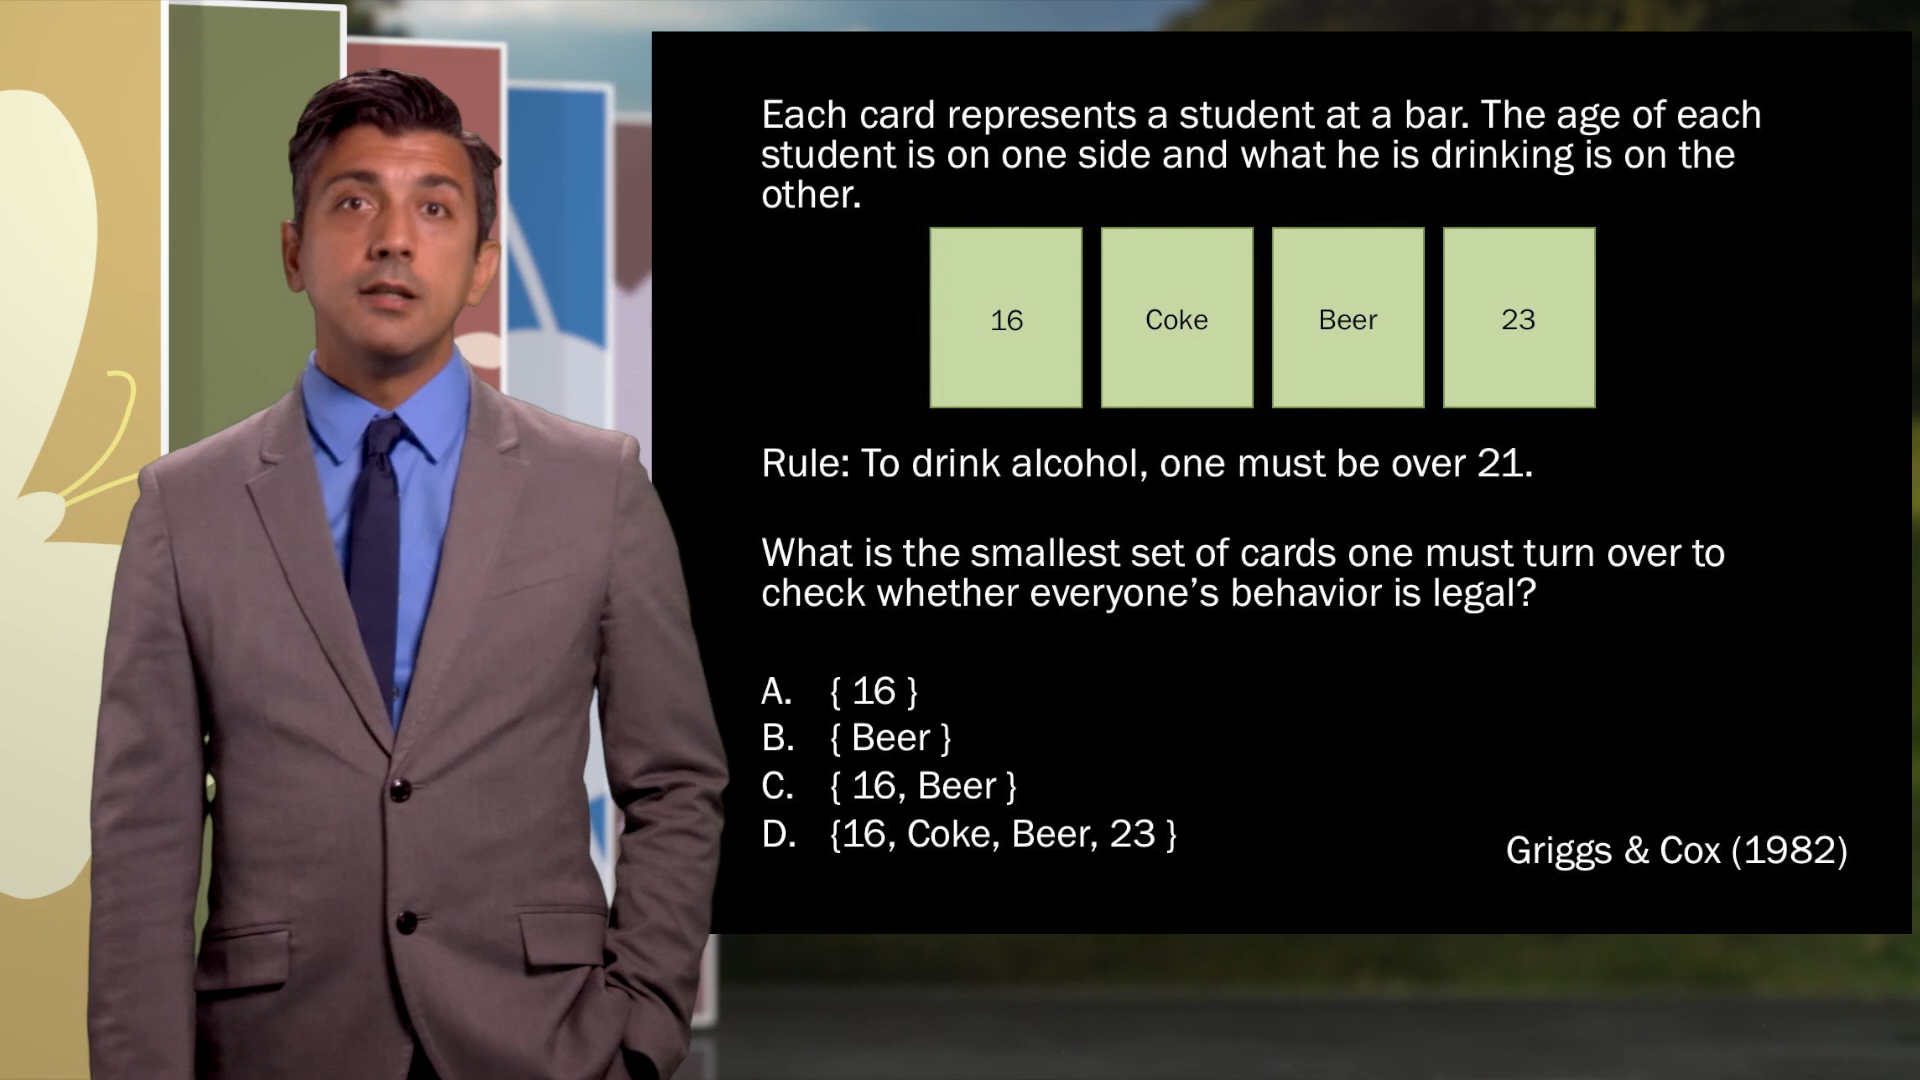 Each card represents a student at a bar. The age of each
student is on one side and what he is drinking is on the
other.
16
Coke
Beer
23
Rule: To drink alcohol, one must be over 21.
What is the smallest set of cards one must turn over to
check whether everyone’s behavior is legal?
A. { 16 }
B. { Beer }
C. { 16, Beer }
D. {16, Coke, Beer, 23 }
Griggs & Cox (1982)